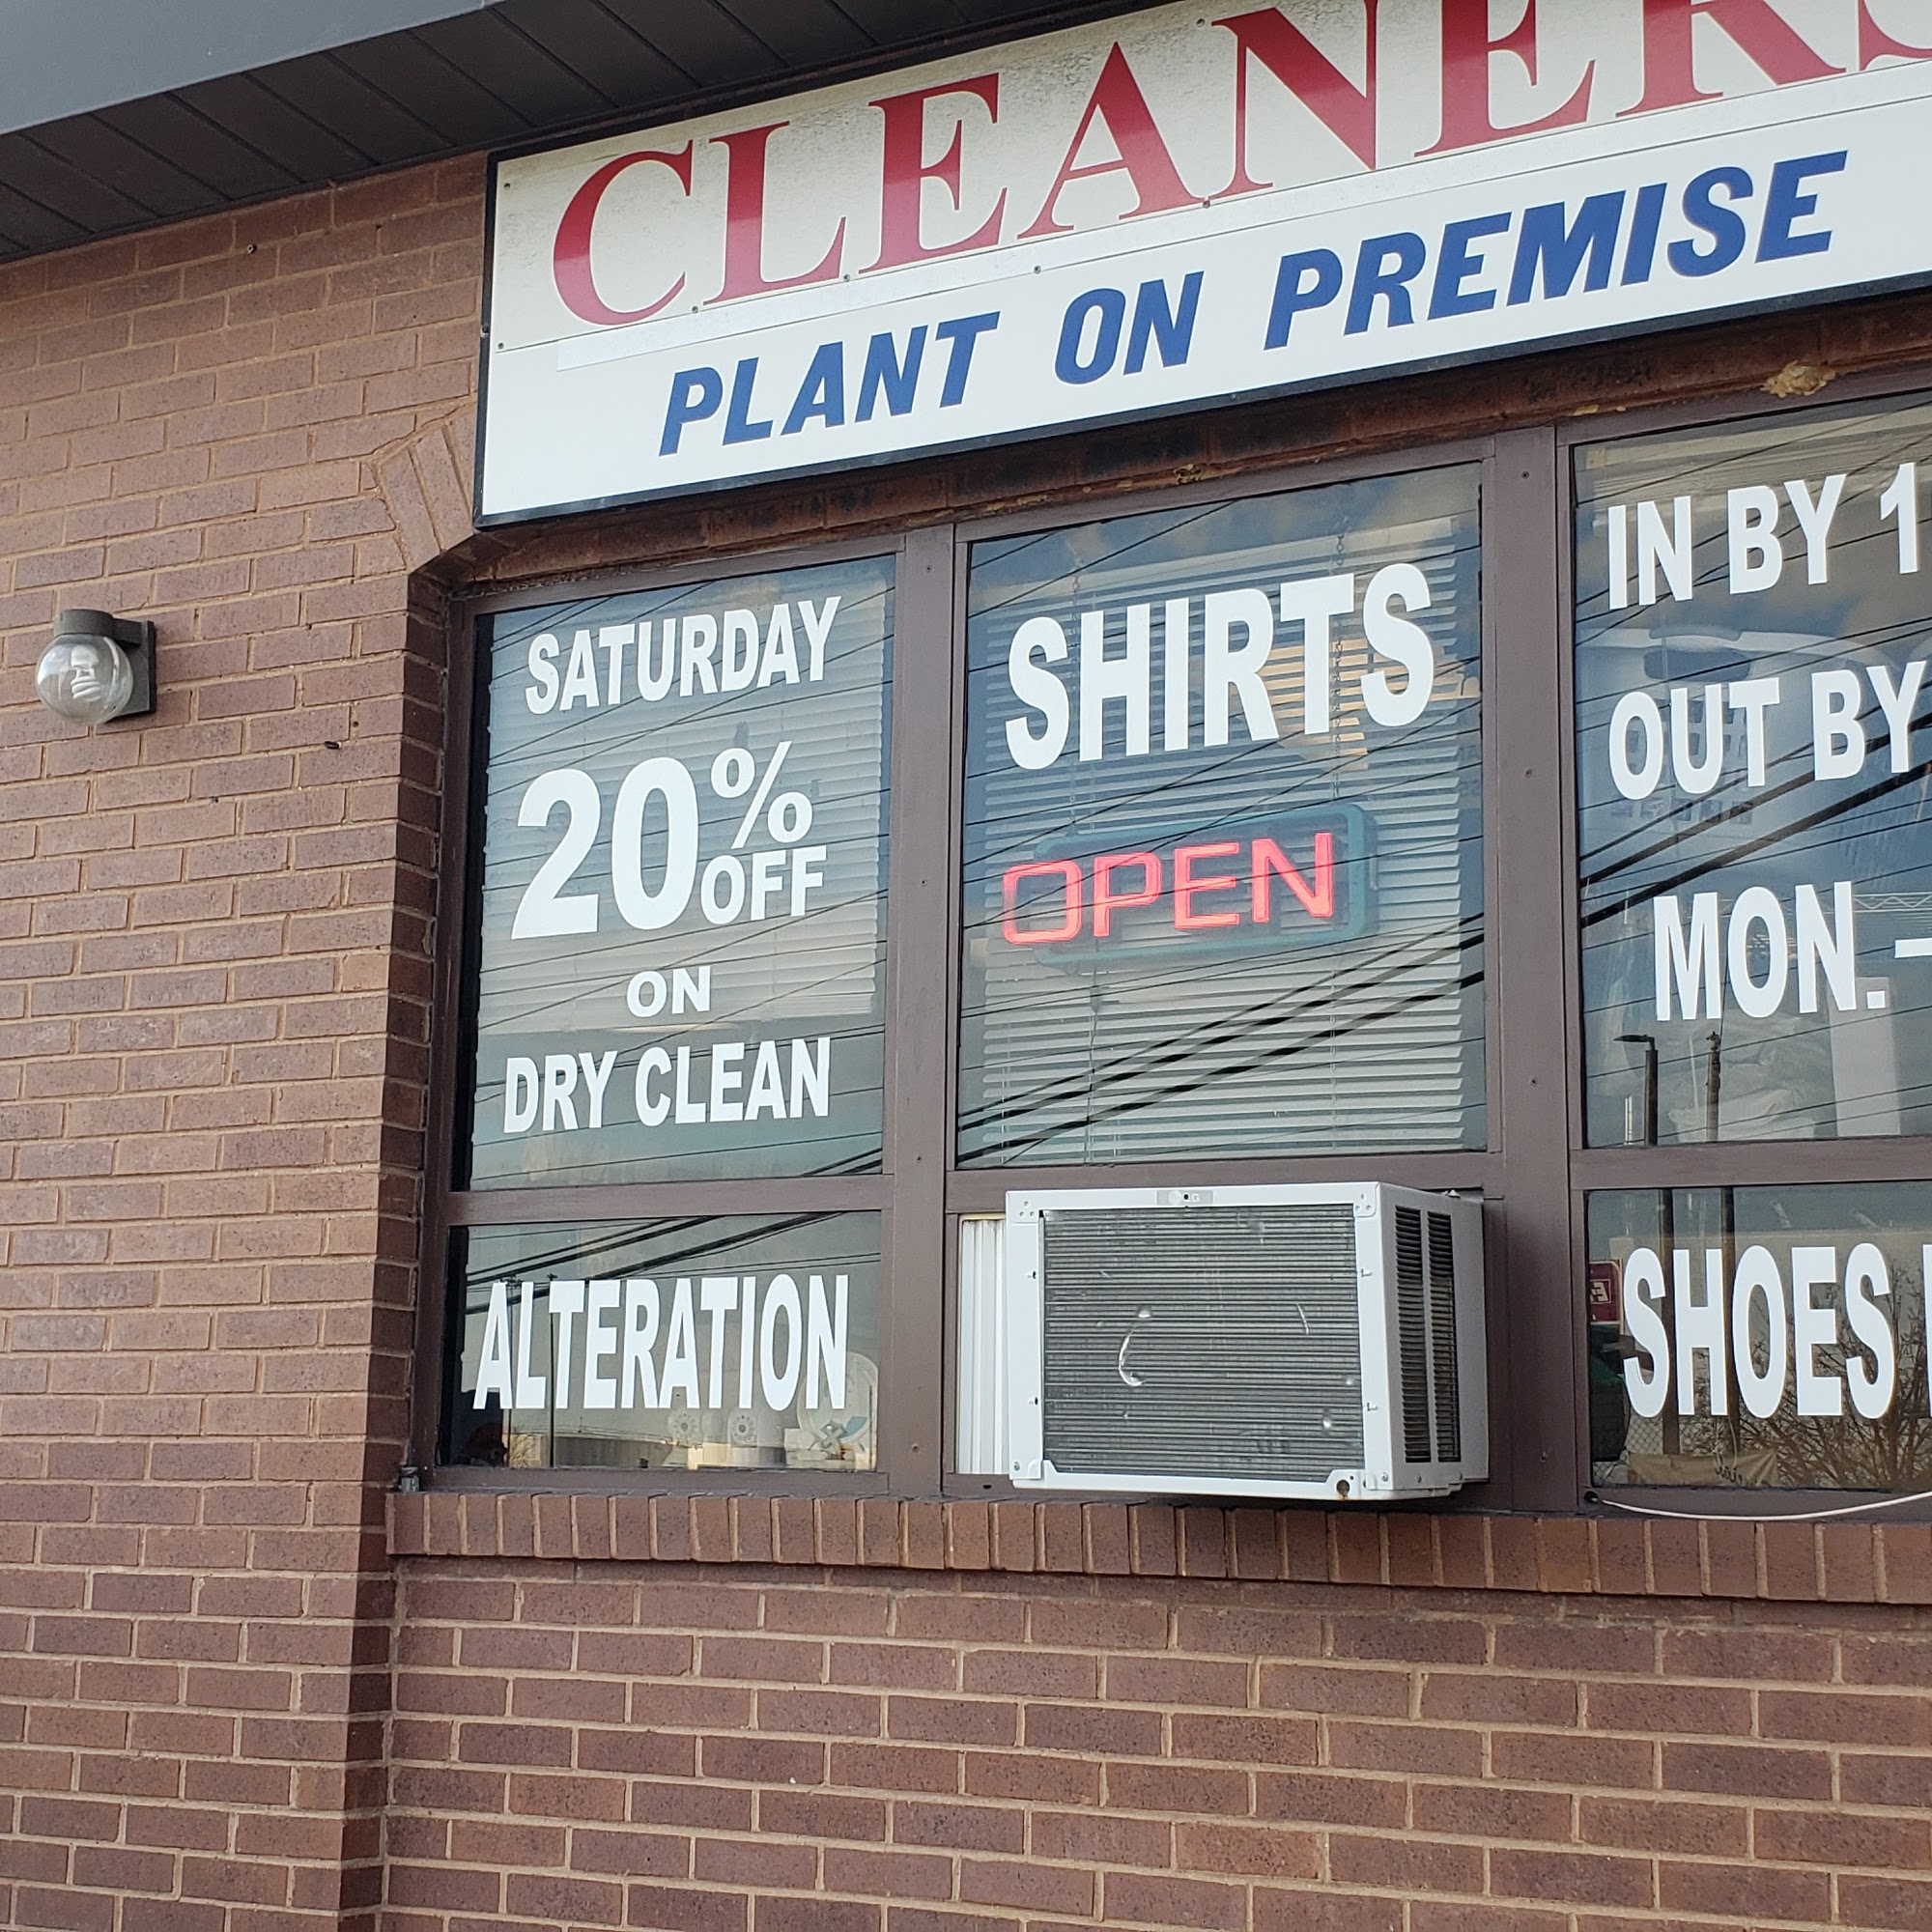 CLEANERS
PLANT ON PREMISE
SATURDAY
20% OFF
ON
DRY CLEAN
ALTERATION
SHIRTS
OPEN
LG
IN BY 1
OUT BY
MON. -
SHOES